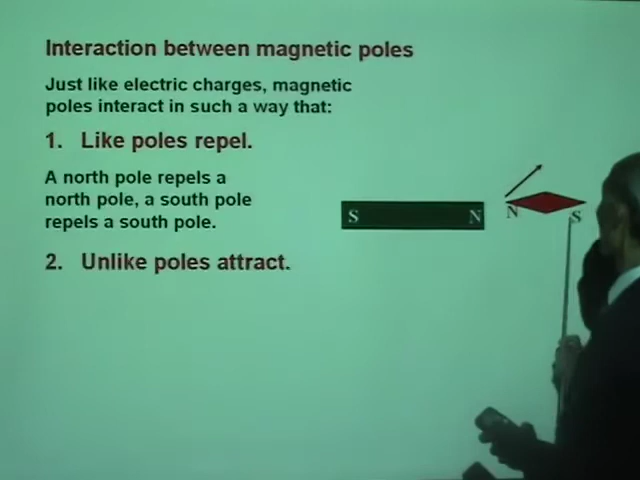 Interaction between magnetic poles
Just like electric charges, magnetic
poles interact in such a way that:
1. Like poles repel.
A north pole repels a
north pole, a south pole
repels a south pole.
2. Unlike poles attract.
S N
N S